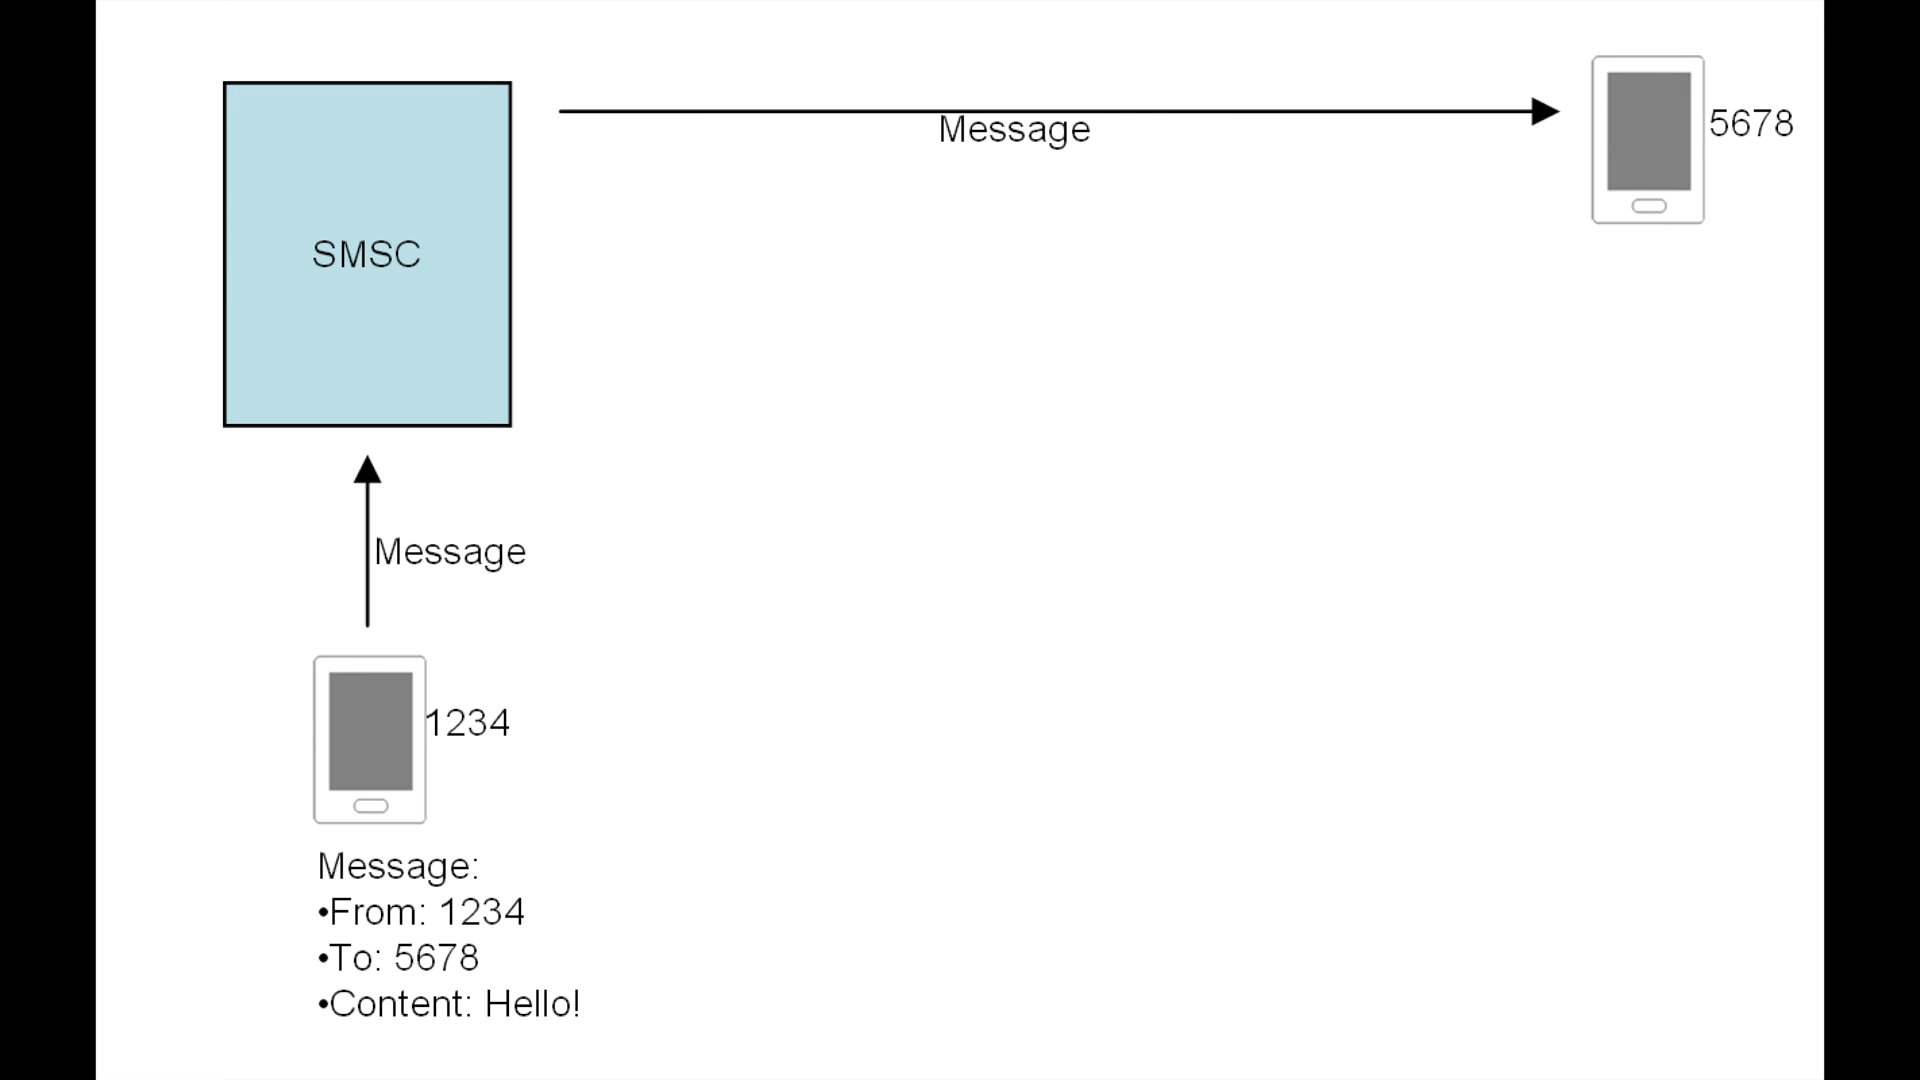 Message
5678
SMSC
Message
1234
Message:
•From: 1234
•To: 5678
•Content: Hello!